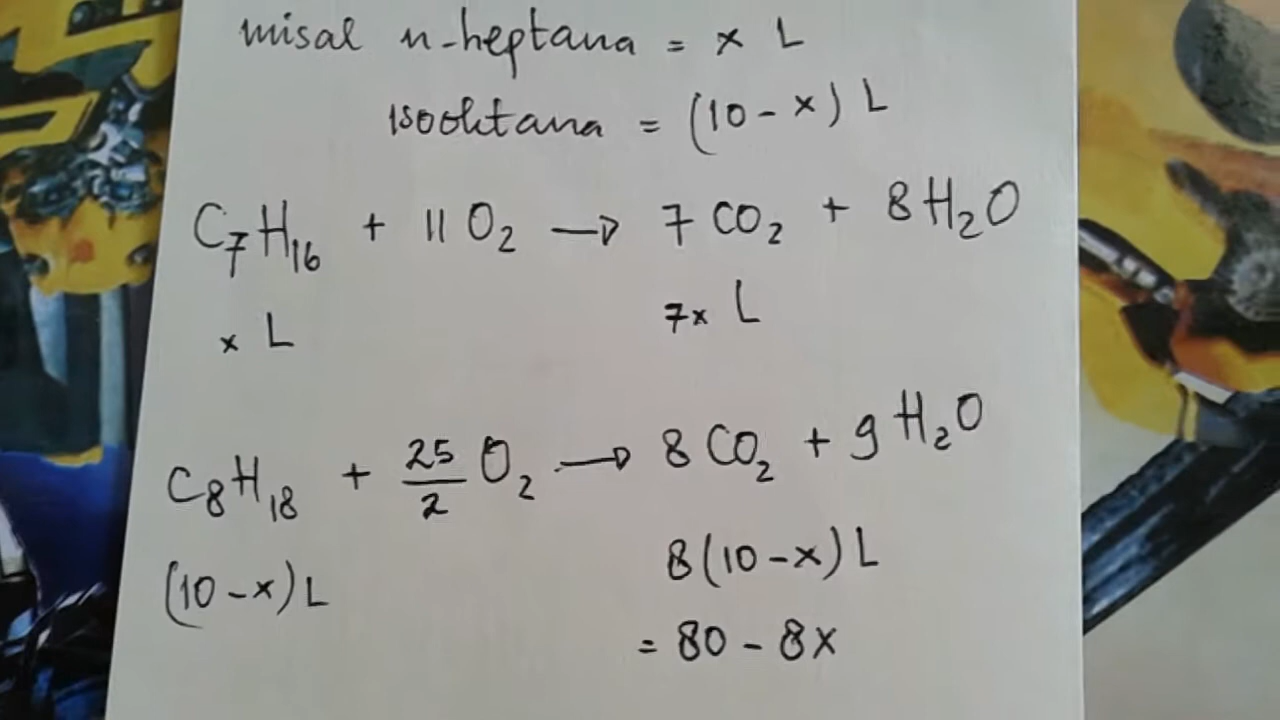 misal n-heptana = x L
isooktana = (10-x) L
C₇H₁₆ + 11 O₂ → 7 CO₂ + 8 H₂O
x L 7x L
C₈H₁₈ + 25/2 O₂ → 8 CO₂ + 9 H₂O
(10-x) L 8(10-x) L
= 80 - 8x